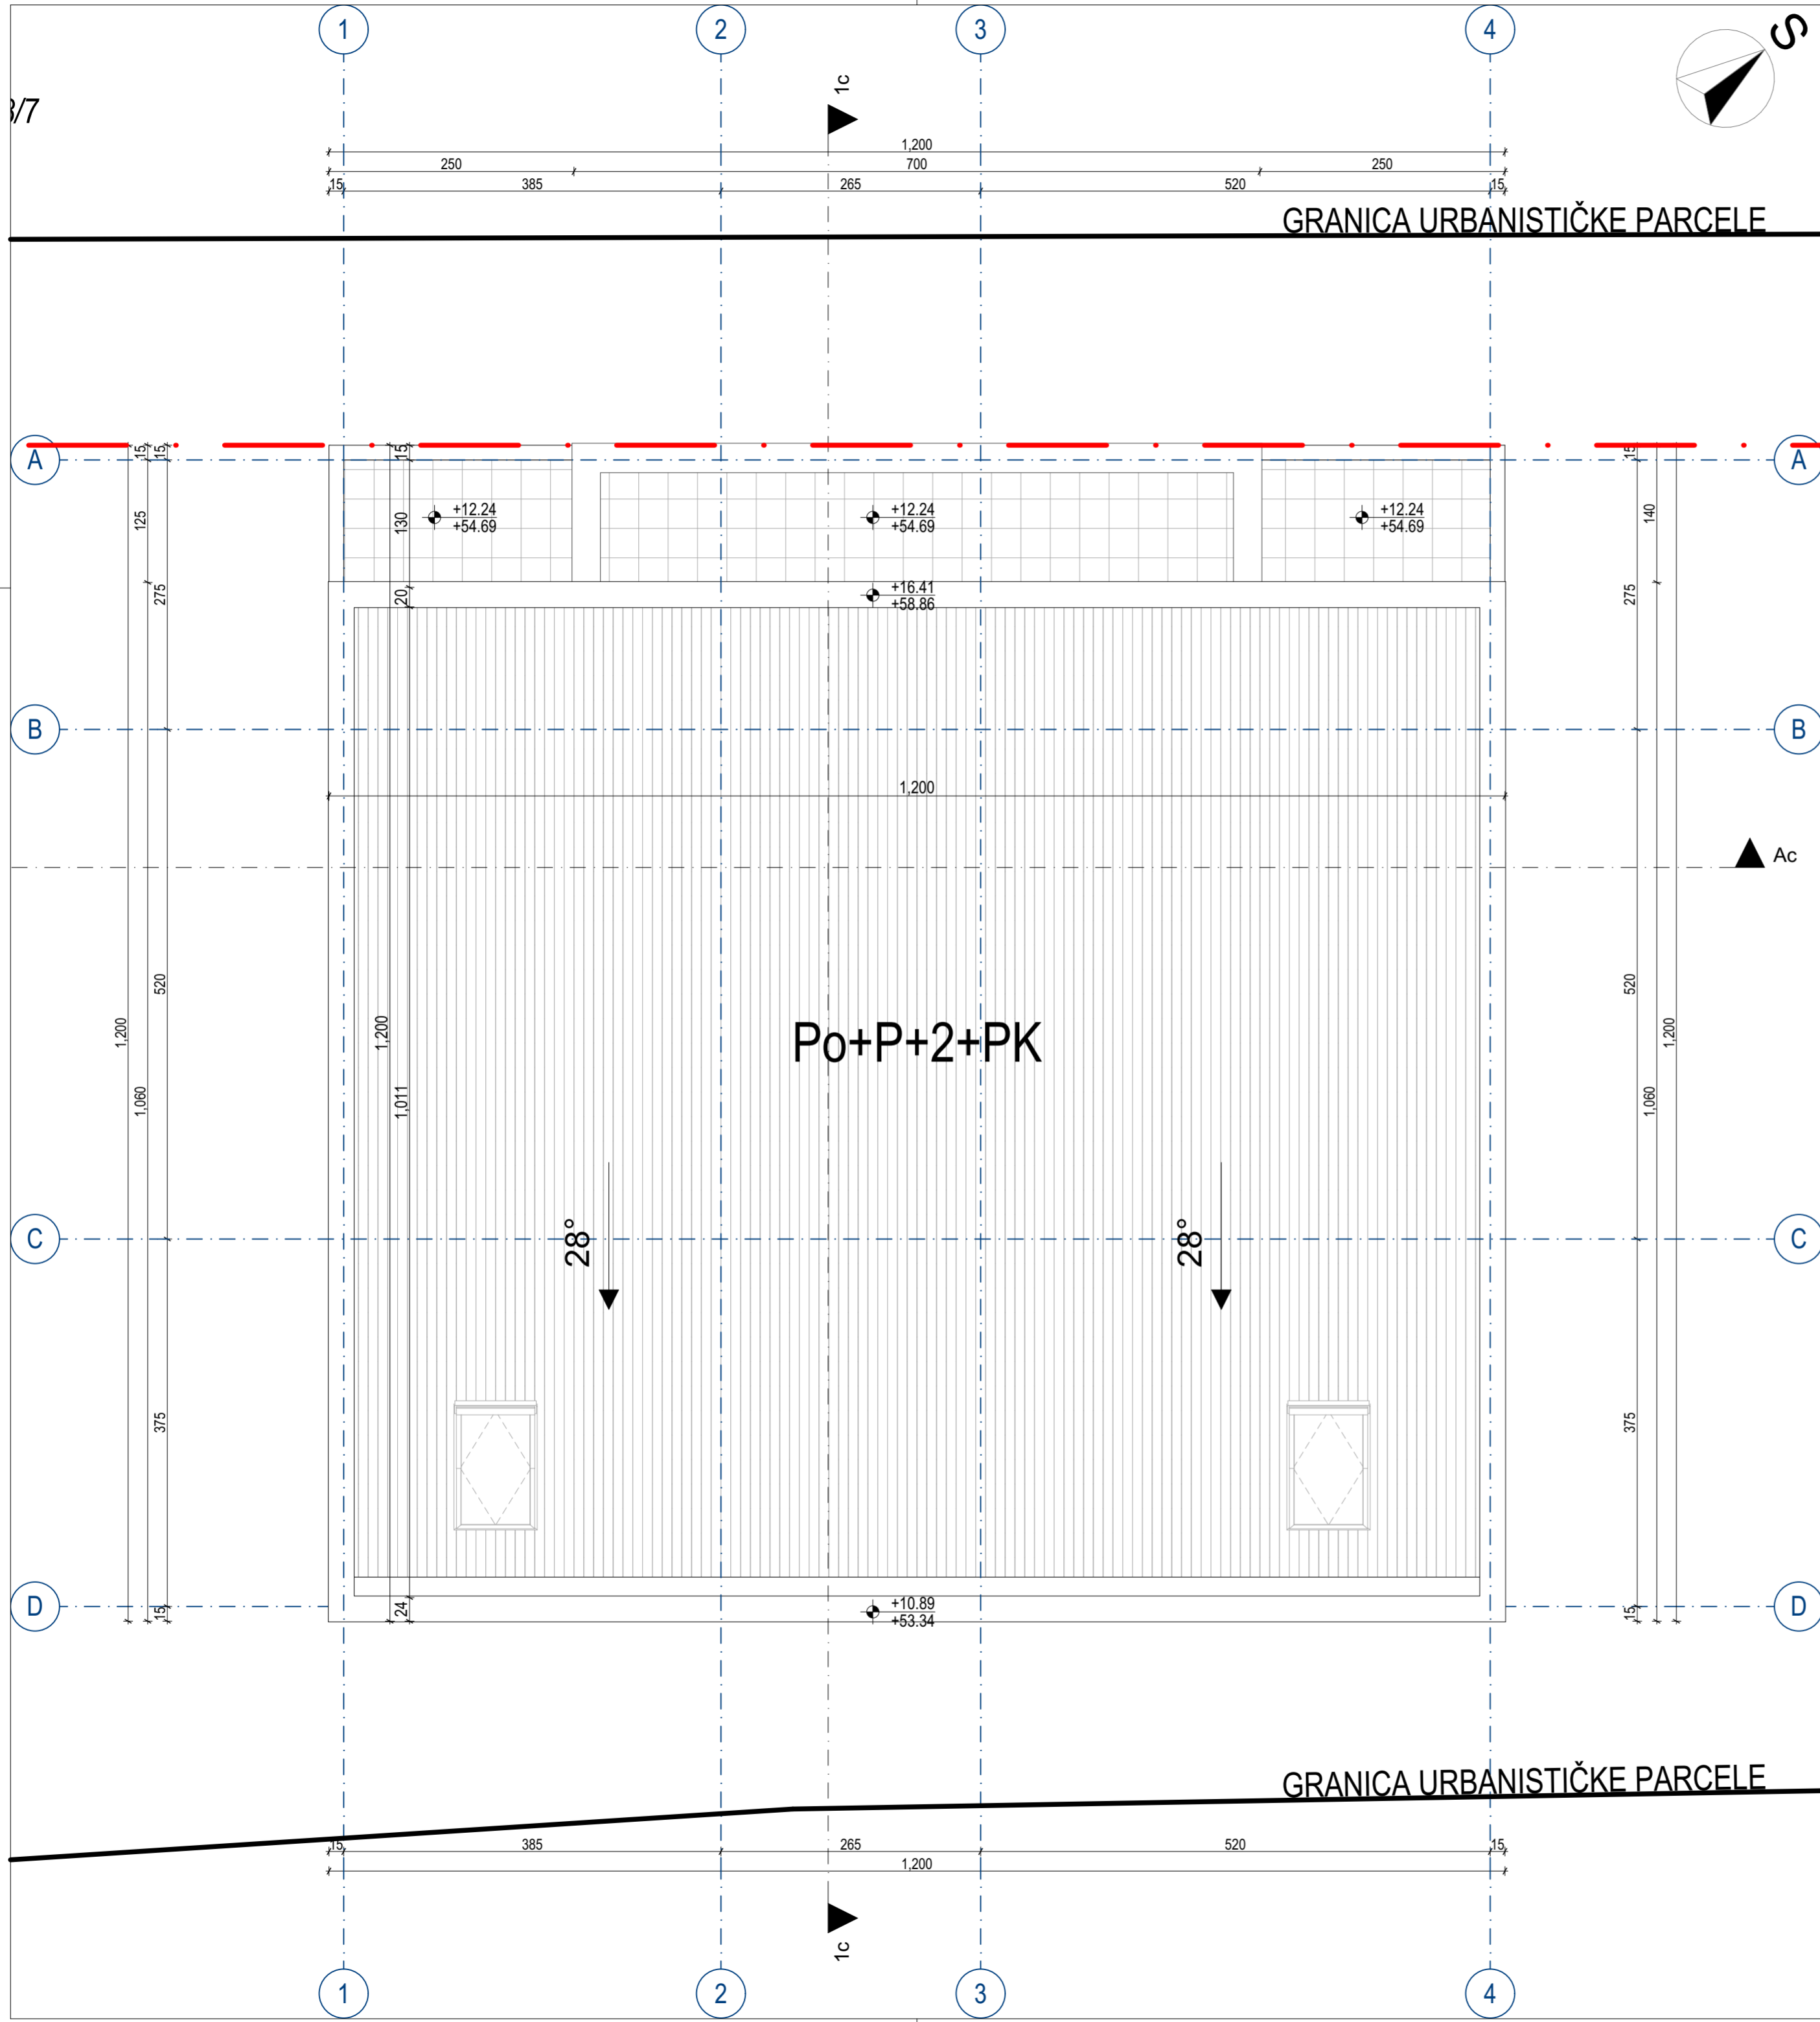 1 2 3 4
S
3/7
1c
1,200
250 700 250
15 385 265 520 15
GRANICA URBANISTIČKE PARCELE
A 15 15 15 15 A
125 130 140
+12.24 +12.24 +12.24
+54.69 +54.69 +54.69
275 20 275
+16.41
+58.86
B B
1,200
Ac
520 520
1,200 1,200 1,200
Po+P+2+PK
1,060 1,011 1,060
C 28° 28° C
375 375
D 15 24 15 D
+10.89
+53.34
GRANICA URBANISTIČKE PARCELE
15 385 265 520 15
1,200
1c
1 2 3 4